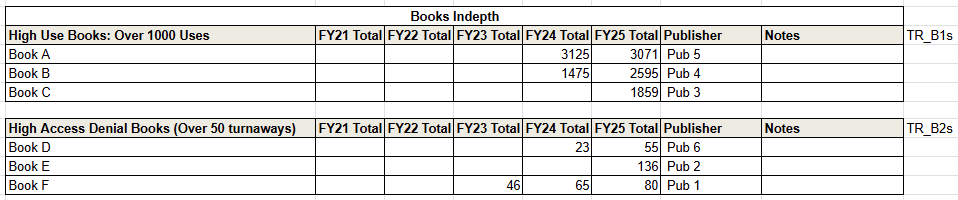 Books Indepth
High Use Books: Over 1000 Uses FY21 Total FY22 Total FY23 Total FY24 Total FY25 Total Publisher Notes TR_B1s
Book A 3125 3071 Pub 5
Book B 1475 2595 Pub 4
Book C 1859 Pub 3
High Access Denial Books (Over 50 turnaways) FY21 Total FY22 Total FY23 Total FY24 Total FY25 Total Publisher Notes TR_B2s
Book D 23 55 Pub 6
Book E 136 Pub 2
Book F 46 65 80 Pub 1